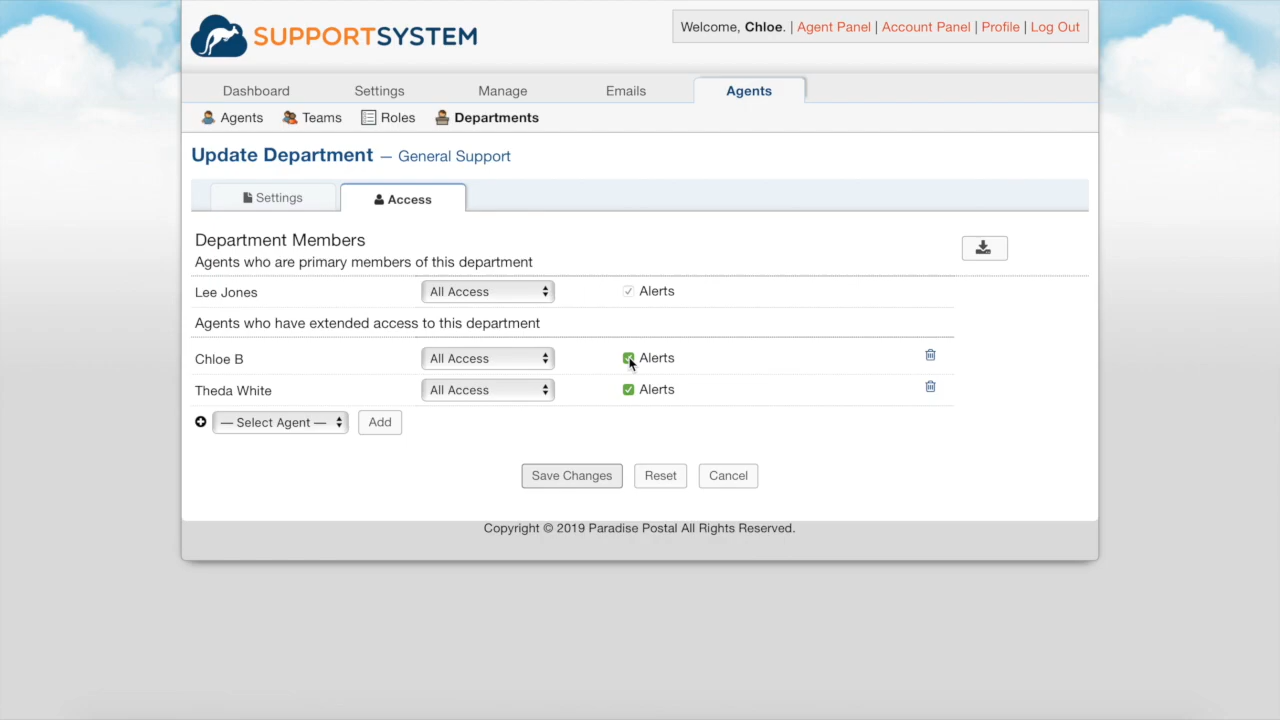 SUPPORTSYSTEM
Welcome, Chloe. | Agent Panel | Account Panel | Profile | Log Out
Dashboard Settings Manage Emails Agents
Agents Teams Roles Departments
Update Department — General Support
Settings Access
Department Members
Agents who are primary members of this department
Lee Jones All Access Alerts
Agents who have extended access to this department
Chloe B All Access Alerts
Theda White All Access Alerts
— Select Agent — Add
Save Changes Reset Cancel
Copyright © 2019 Paradise Postal All Rights Reserved.